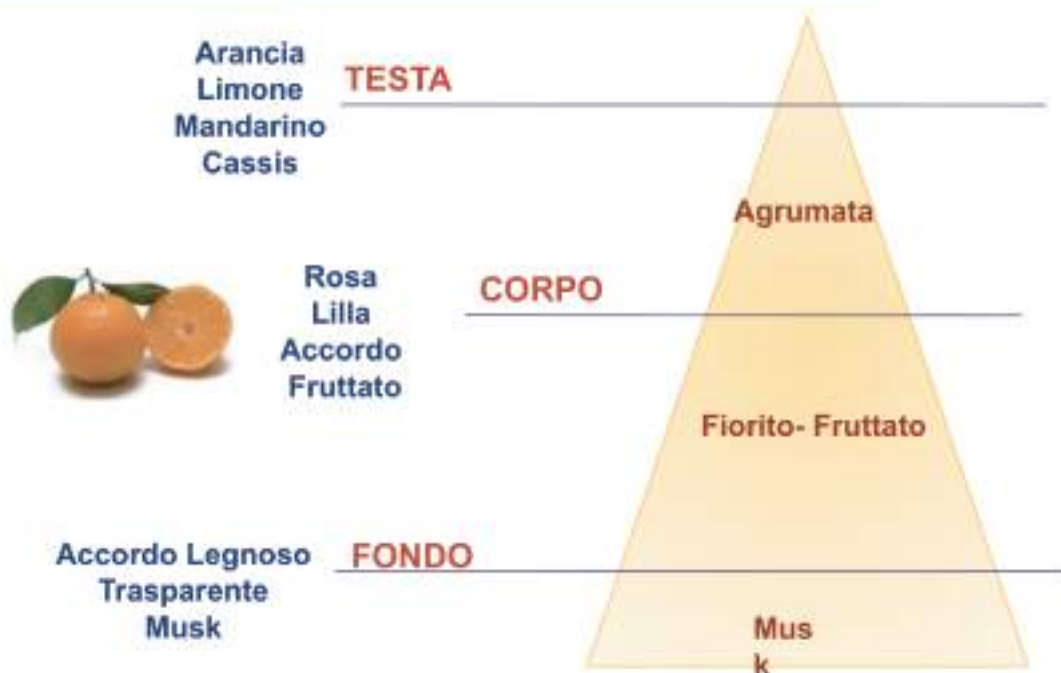 Arancia
Limone
Mandarino
Cassis
TESTA
Agrumata
Rosa
Lilla
Accordo
Fruttato
CORPO
Fiorito- Fruttato
Accordo Legnoso
Trasparente
Musk
FONDO
Mus
k